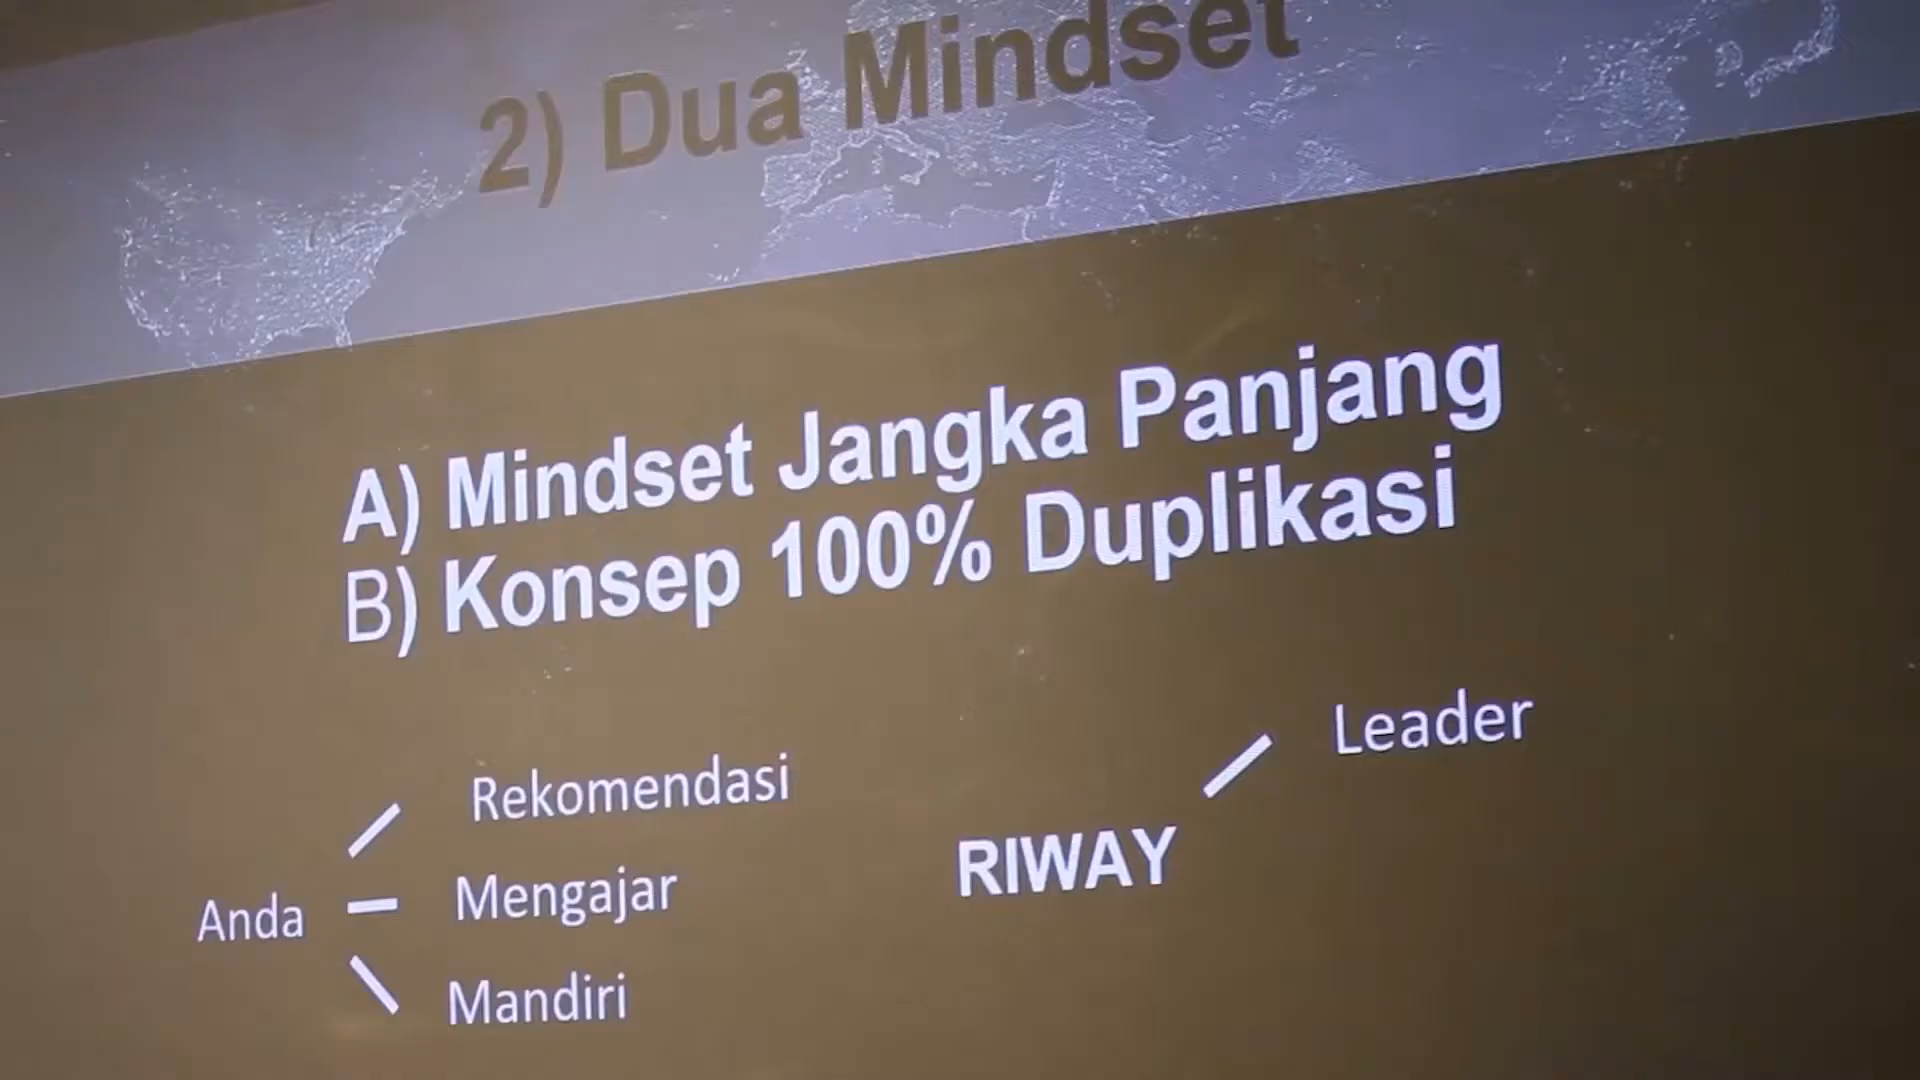 2) Dua Mindset
A) Mindset Jangka Panjang
B) Konsep 100% Duplikasi
Rekomendasi
Anda
Mengajar
Mandiri
RIWAY
Leader